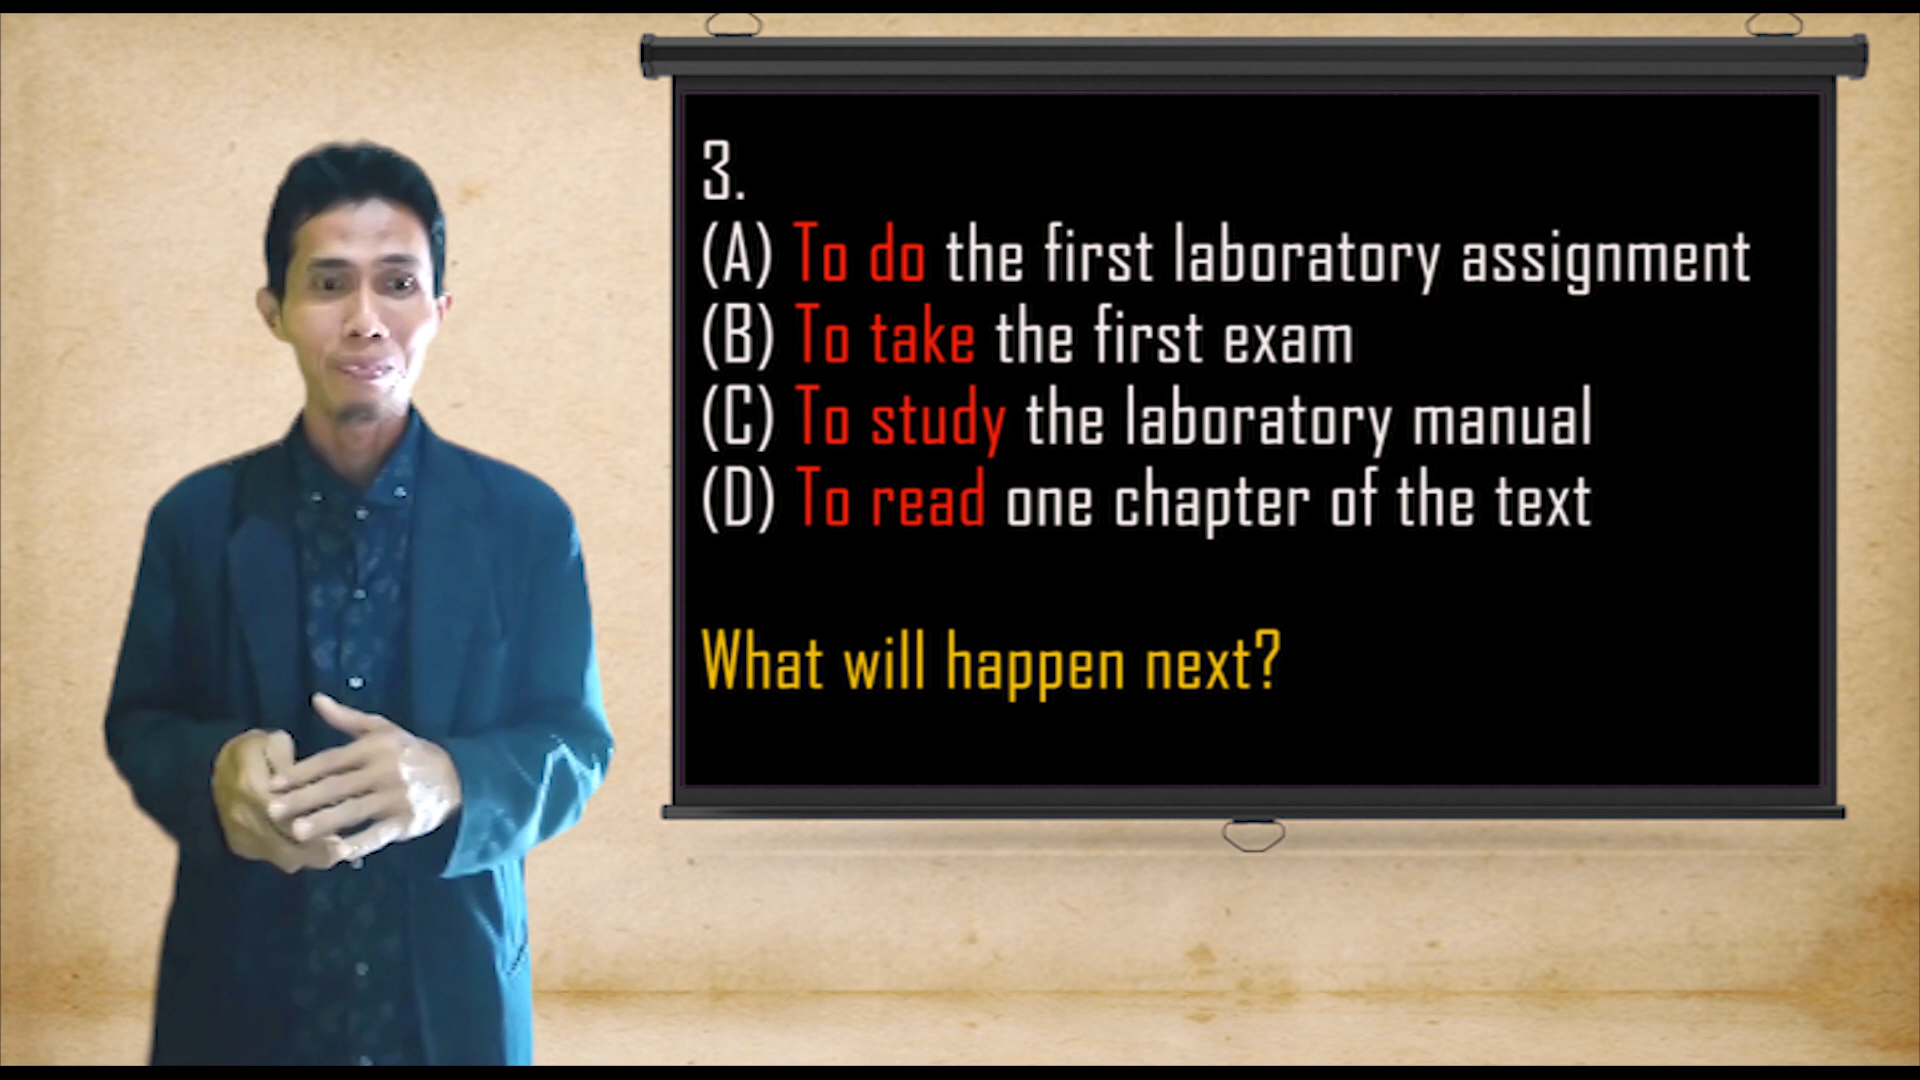 3.
(A) To do the first laboratory assignment
(B) To take the first exam
(C) To study the laboratory manual
(D) To read one chapter of the text
What will happen next?